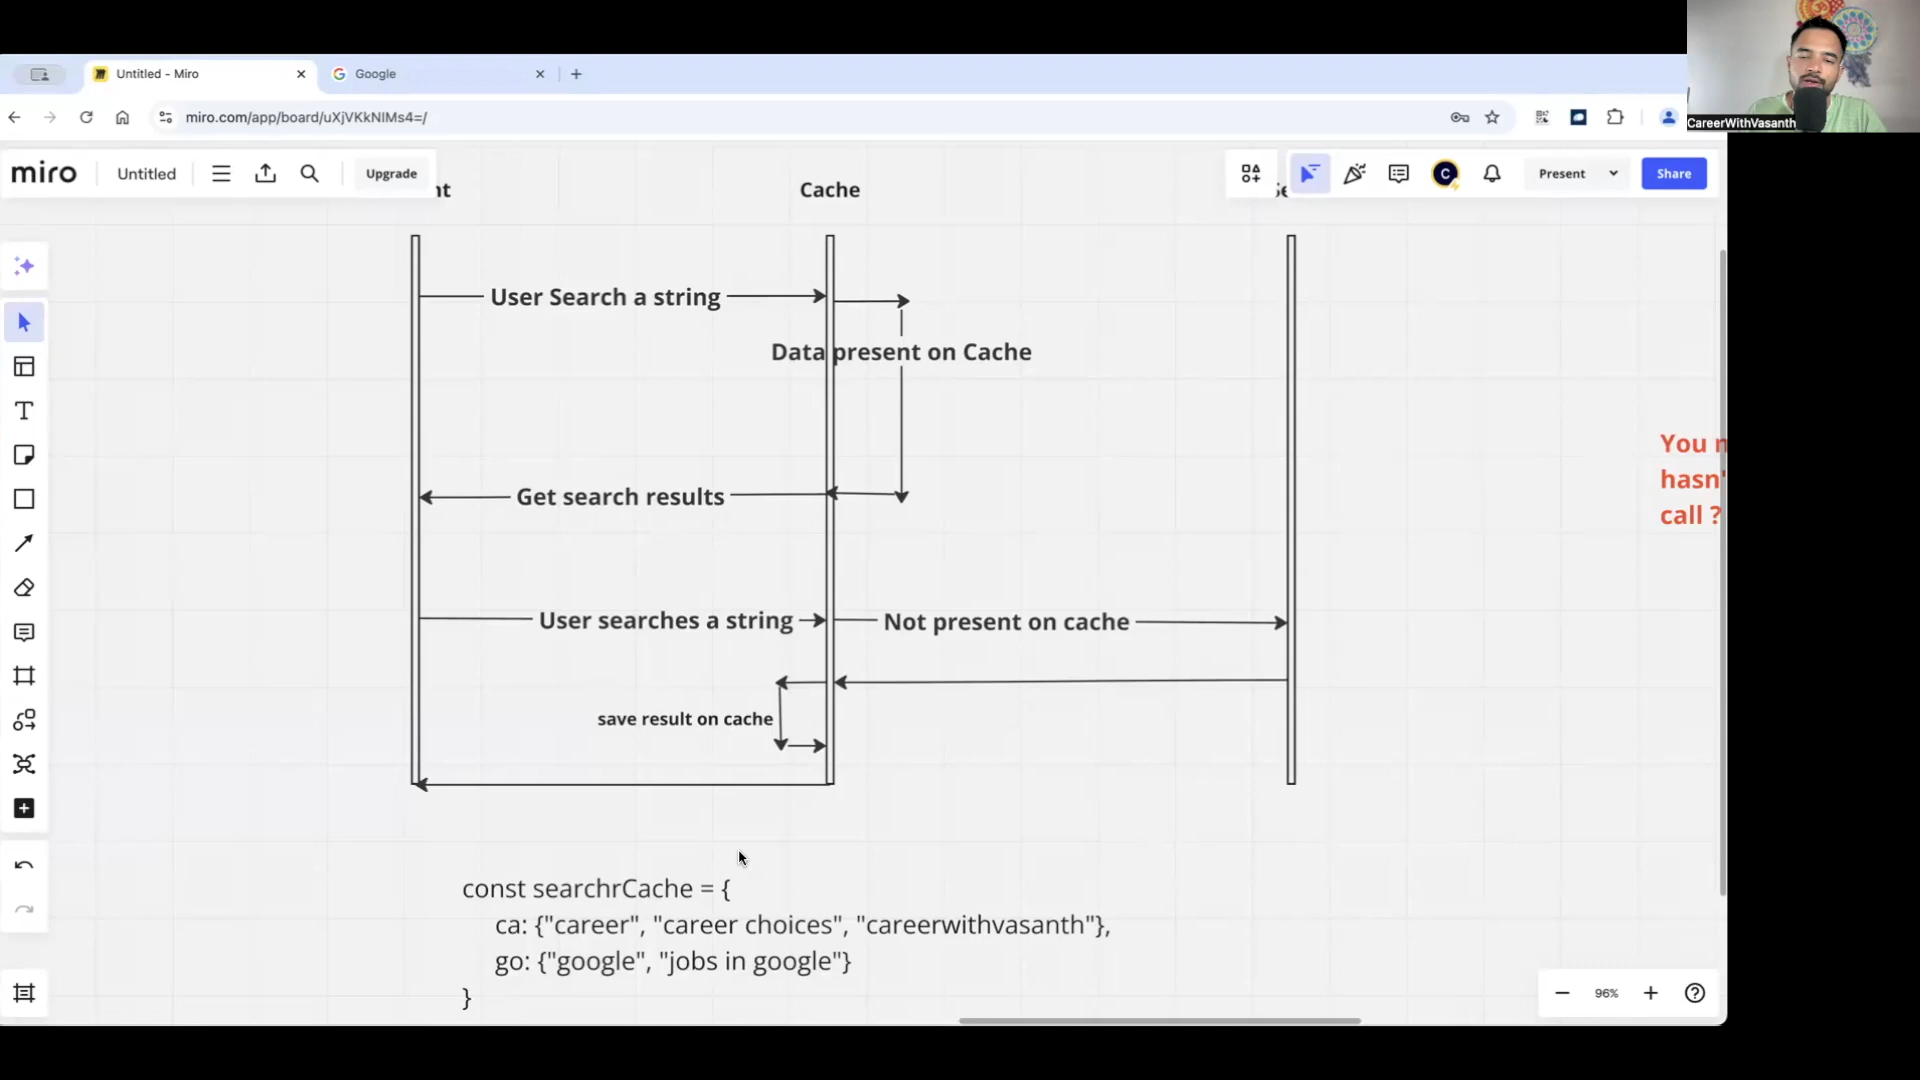 Untitled - Miro
Google
miro.com/app/board/uXjVKkNIMs4=/
CareerWithVasanth
miro
Untitled
Upgrade
C
Present
Share
nt
Cache
User Search a string
Data present on Cache
You
hasn'
call ?
Get search results
User searches a string
Not present on cache
save result on cache
const searchrCache = {
ca: {"career", "career choices", "careerwithvasanth"},
go: {"google", "jobs in google"}
}
96%